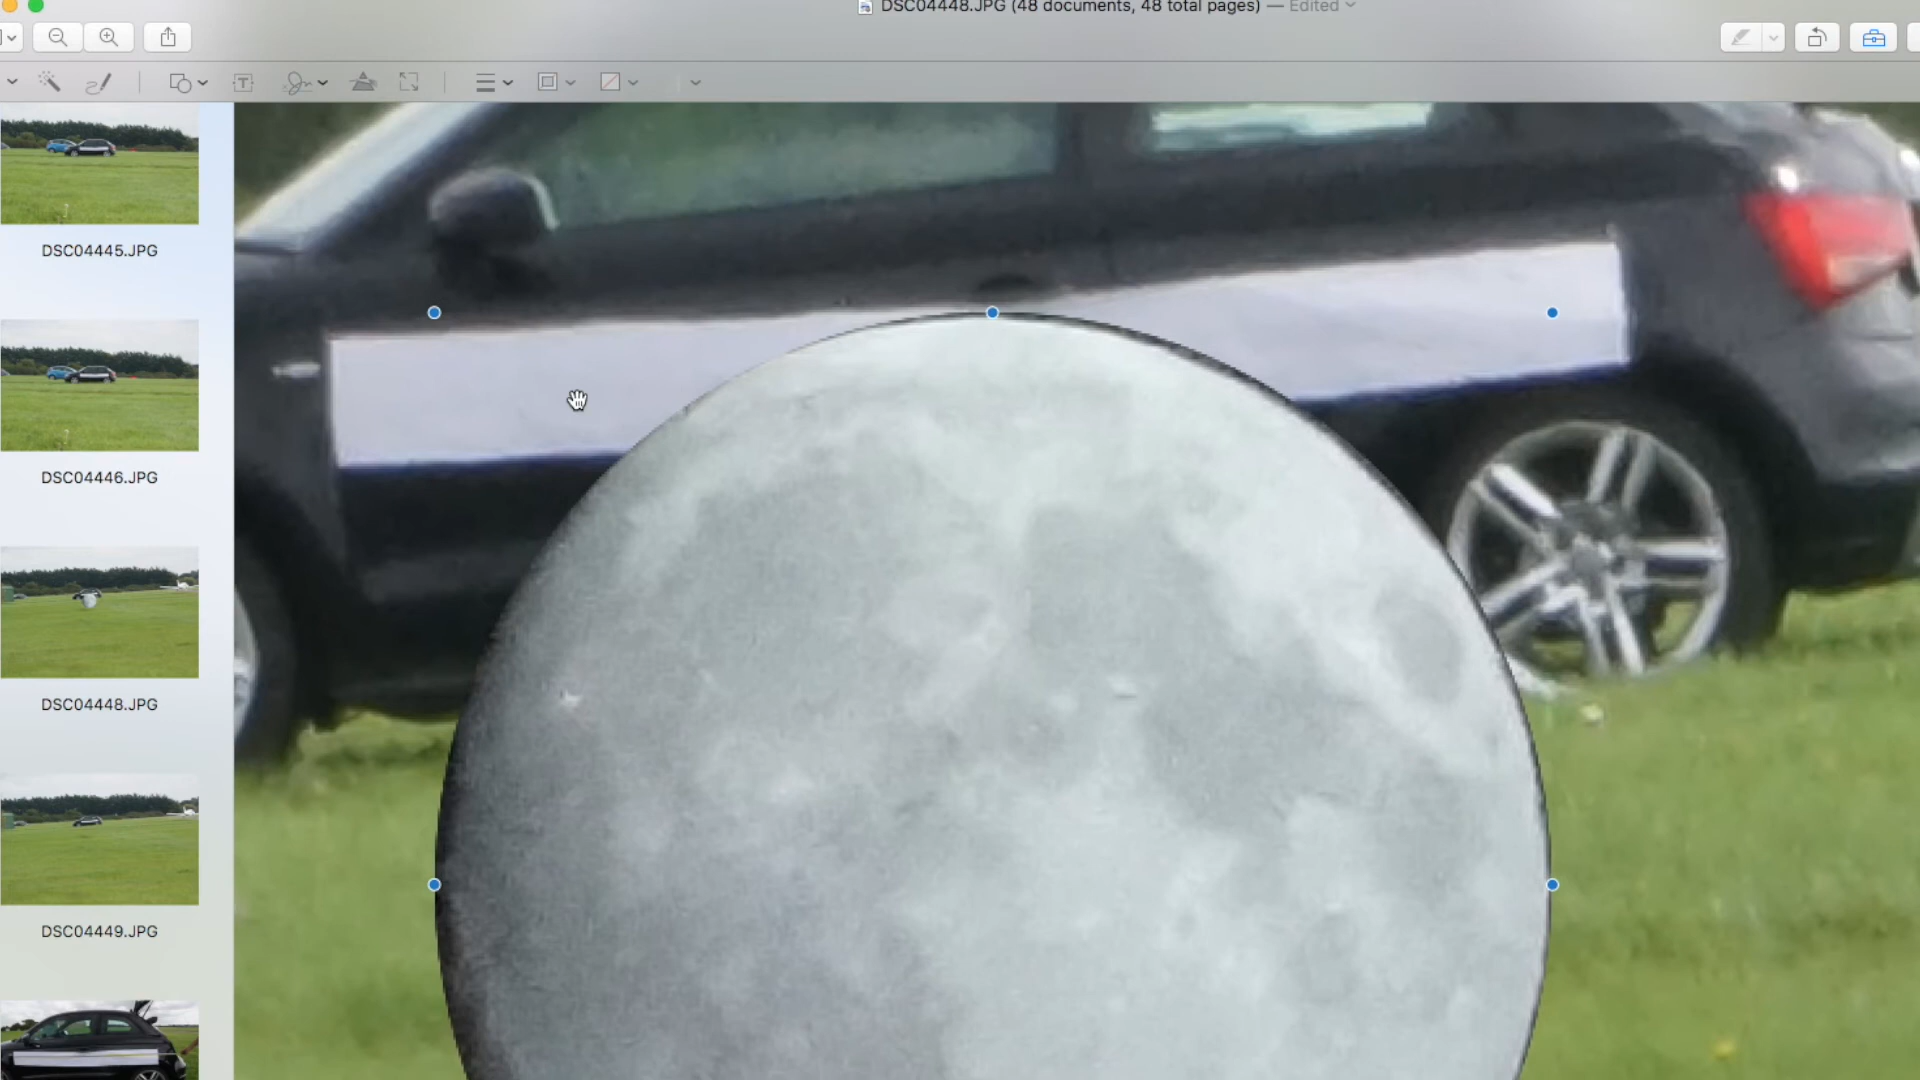 DSC04448.JPG (48 documents, 48 total pages) — Edited
DSC04445.JPG
DSC04446.JPG
DSC04448.JPG
DSC04449.JPG